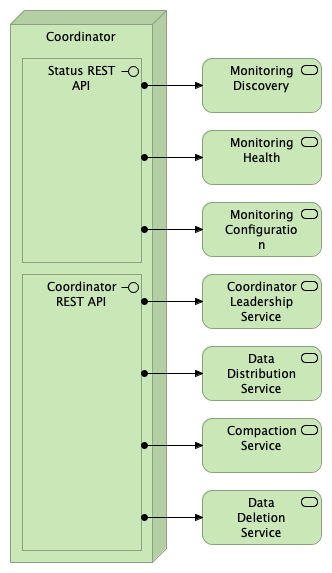 Coordinator
Status REST
API
Monitoring
Discovery
Monitoring
Health
Monitoring
Configuratio
n
Coordinator
REST API
Coordinator
Leadership
Service
Data
Distribution
Service
Compaction
Service
Data
Deletion
Service